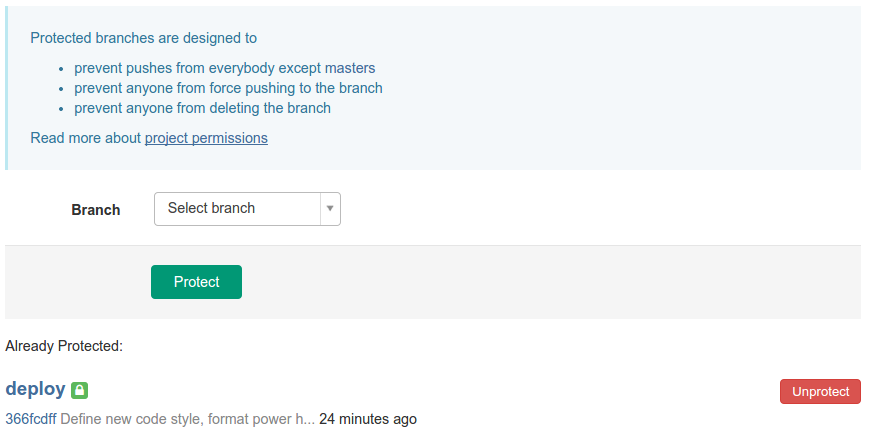 Protected branches are designed to
prevent pushes from everybody except masters
prevent anyone from force pushing to the branch
prevent anyone from deleting the branch
Read more about project permissions
Branch Select branch
Protect
Already Protected:
deploy Unprotect
366fcdff Define new code style, format power h... 24 minutes ago